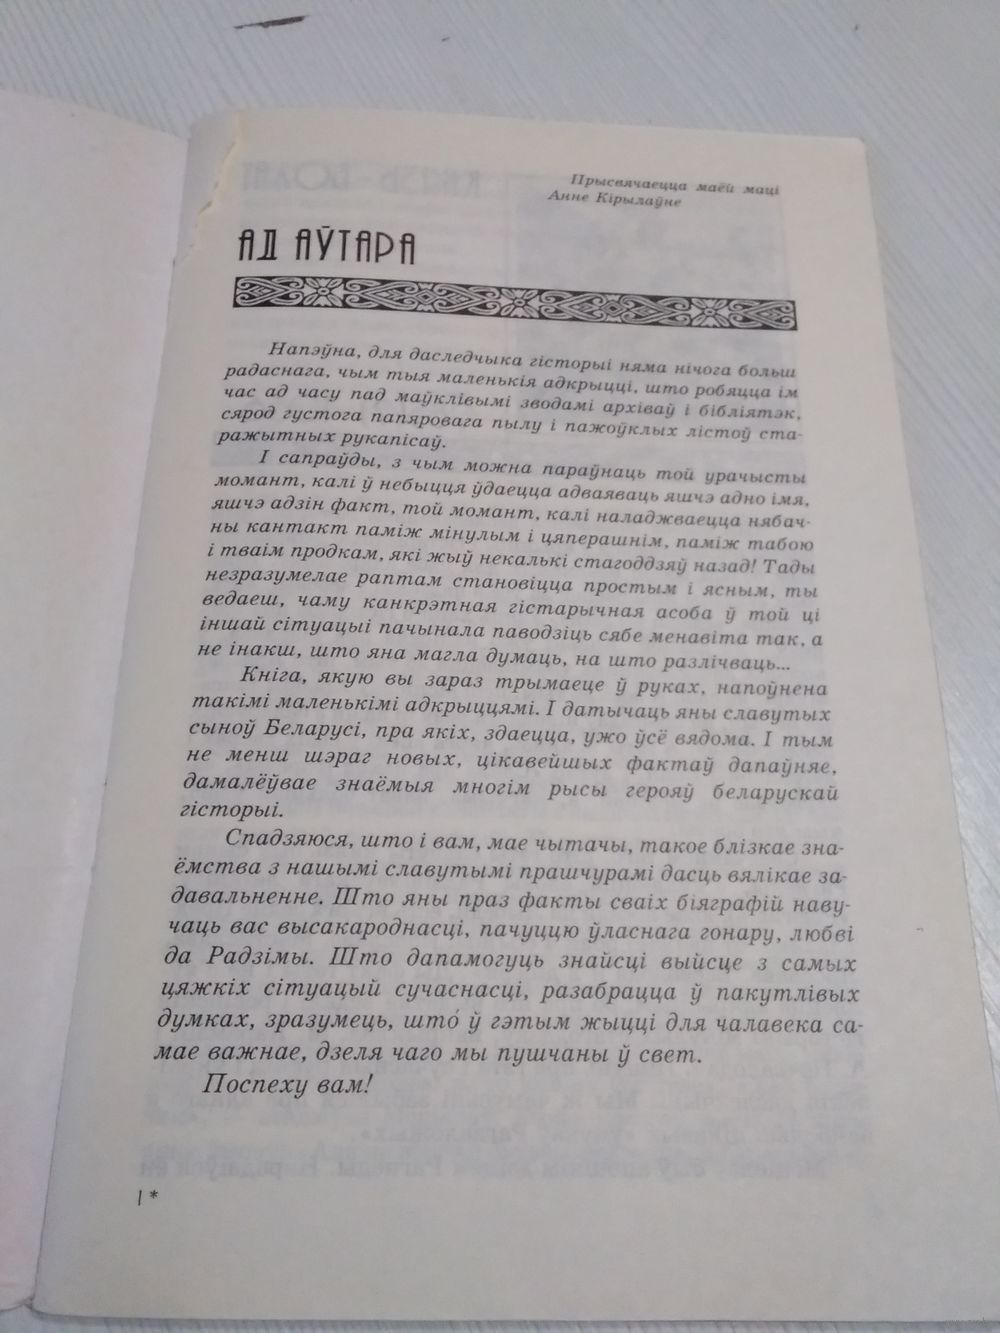 Прысвячаецца маёй маці
Анне Кірылаўне
АД АЎТАРА
Напэўна, для даследчыка гісторыі няма нічога больш
радаснага, чым тыя маленькія адкрыцці, што робяцца ім
час ад часу пад маўклівымі зводамі архіваў і бібліятэк,
сярод густога папяровага пылу і пажоўклых лістоў ста-
ражытных рукапісаў.
І сапраўды, з чым можна параўнаць той урачысты
момант, калі ў небыцця ўдаецца адваяваць яшчэ адно імя,
яшчэ адзін факт, той момант, калі наладжваецца нябач-
ны кантакт паміж мінулым і цяперашнім, паміж табою
і тваім продкам, які жыў некалькі стагоддзяў назад! Тады
незразумелае раптам становіцца простым і ясным, ты
ведаеш, чаму канкрэтная гістарычная асоба ў той ці
іншай сітуацыі пачынала паводзіць сябе менавіта так, а
не інакш, што яна магла думаць, на што разлічваць...
Кніга, якую вы зараз трымаеце ў руках, напоўнена
такімі маленькімі адкрыццямі. І датычаць яны славутых
сыноў Беларусі, пра якіх, здаецца, ужо ўсё вядома. І тым
не менш шэраг новых, цікавейшых фактаў дапаўняе,
дамалёўвае знаёмыя многім рысы герояў беларускай
гісторыі.
Спадзяюся, што і вам, мае чытачы, такое блізкае зна-
ёмства з нашымі славутымі прашчурамі дасць вялікае за-
давальненне. Што яны праз факты сваіх біяграфій наву-
чаць вас высакароднасці, пачуццю ўласнага гонару, любві
да Радзімы. Што дапамогуць знайсці выйсце з самых
цяжкіх сітуацый сучаснасці, разабрацца ў пакутлівых
думках, зразумець, што́ ў гэтым жыцці для чалавека са-
мае важнае, дзеля чаго мы пушчаны ў свет.
Поспеху вам!
1 *